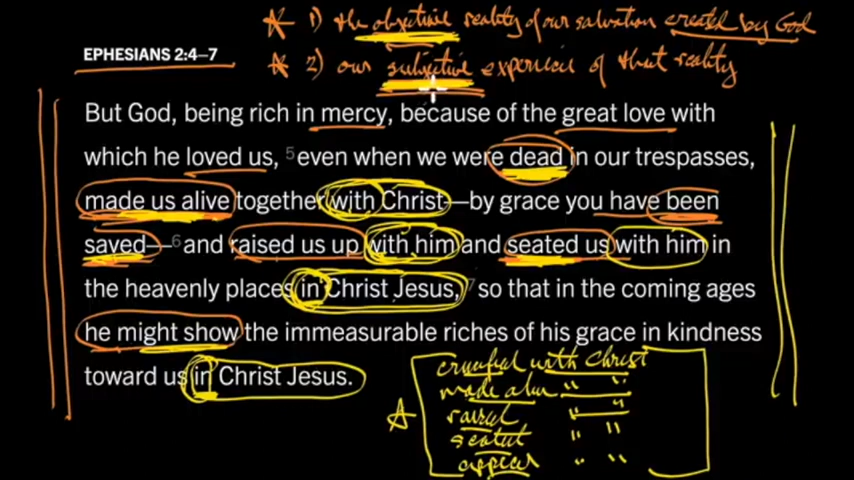 1) the objective reality of our salvation created by God
EPHESIANS 2:4–7
2) our subjective experience of that reality
But God, being rich in mercy, because of the great love with
which he loved us, 5 even when we were dead in our trespasses,
made us alive together with Christ—by grace you have been
saved—6 and raised us up with him and seated us with him in
the heavenly places in Christ Jesus, 7 so that in the coming ages
he might show the immeasurable riches of his grace in kindness
toward us in Christ Jesus.
crucified with Christ
made alive " "
raised " "
seated " "
appear " "